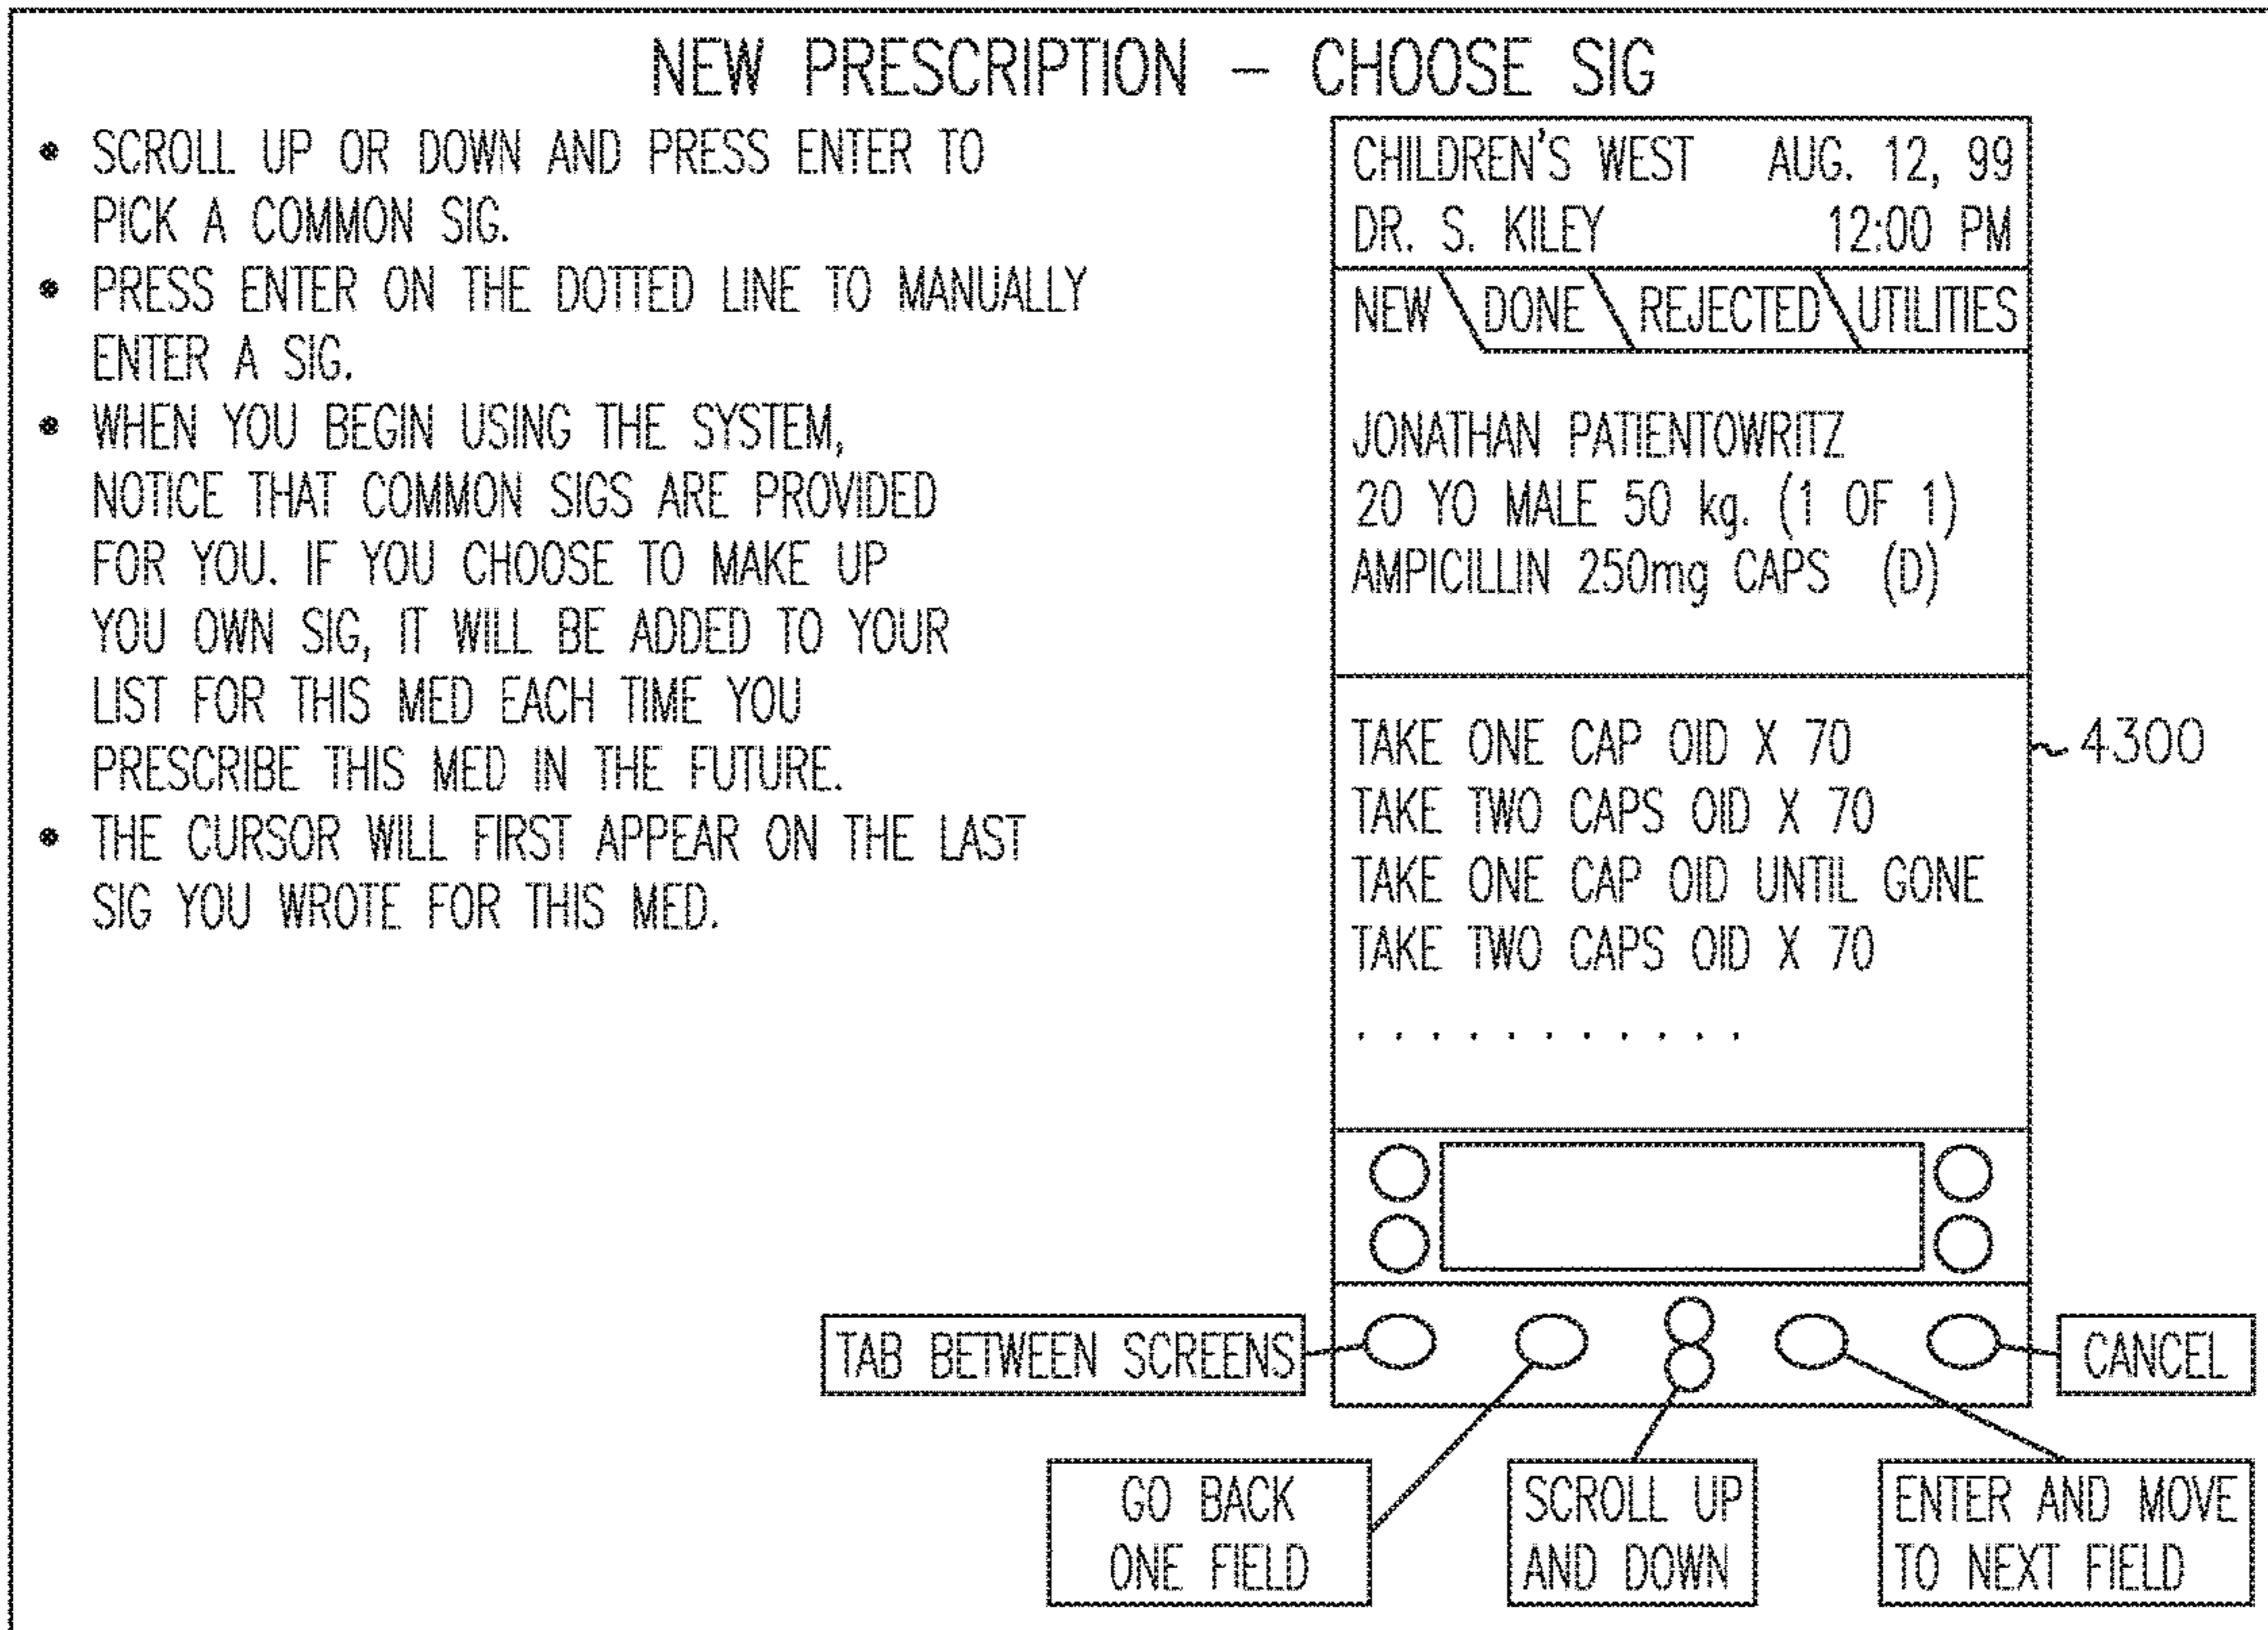 NEW PRESCRIPTION – CHOOSE SIG
• SCROLL UP OR DOWN AND PRESS ENTER TO
PICK A COMMON SIG.
• PRESS ENTER ON THE DOTTED LINE TO MANUALLY
ENTER A SIG.
• WHEN YOU BEGIN USING THE SYSTEM,
NOTICE THAT COMMON SIGS ARE PROVIDED
FOR YOU. IF YOU CHOOSE TO MAKE UP
YOU OWN SIG, IT WILL BE ADDED TO YOUR
LIST FOR THIS MED EACH TIME YOU
PRESCRIBE THIS MED IN THE FUTURE.
• THE CURSOR WILL FIRST APPEAR ON THE LAST
SIG YOU WROTE FOR THIS MED.
CHILDREN'S WEST AUG. 12, 99
DR. S. KILEY 12:00 PM
NEW DONE REJECTED UTILITIES
JONATHAN PATIENTOWRITZ
20 YO MALE 50 kg. (1 OF 1)
AMPICILLIN 250mg CAPS (D)
TAKE ONE CAP OID X 70
TAKE TWO CAPS OID X 70
TAKE ONE CAP OID UNTIL GONE
TAKE TWO CAPS OID X 70
. . . . . . . . . . .
4300
TAB BETWEEN SCREENS
CANCEL
GO BACK
ONE FIELD
SCROLL UP
AND DOWN
ENTER AND MOVE
TO NEXT FIELD